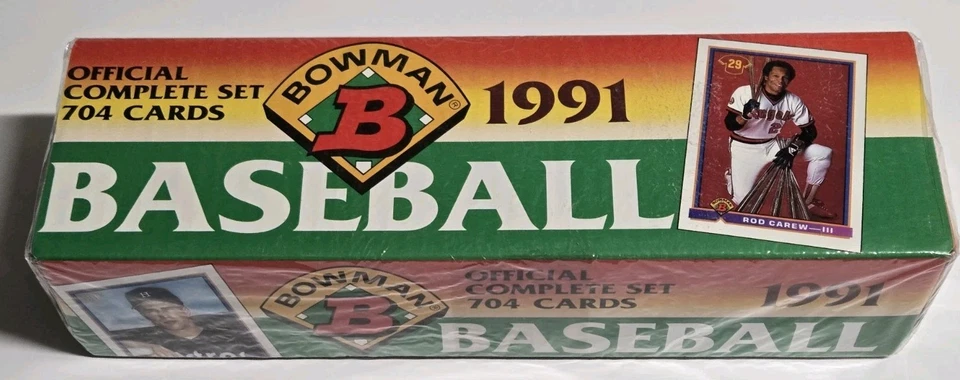 OFFICIAL
COMPLETE SET
704 CARDS
BOWMAN®
B
1991
BASEBALL
29
B
ROD CAREW—III
BOWMAN
B
OFFICIAL
COMPLETE SET
704 CARDS
1991
BASEBALL